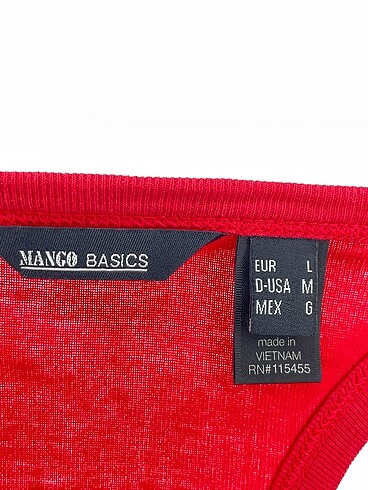 MANGO BASICS
EUR L
D-USA M
MEX G
made in
VIETNAM
RN#115455